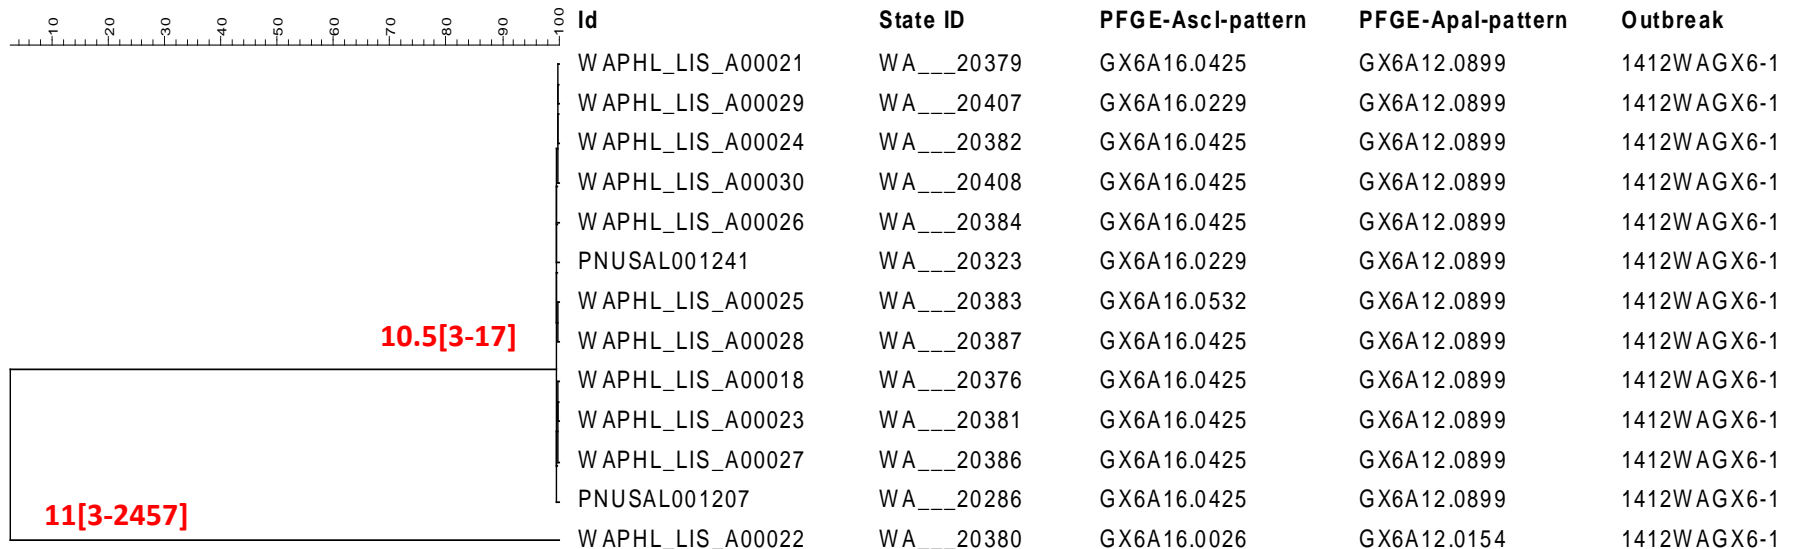 10 20 30 40 50 60 70 80 90 100 Id State ID PFGE-AscI-pattern PFGE-ApaI-pattern Outbreak
WAPHL_LIS_A00021 WA___20379 GX6A16.0425 GX6A12.0899 1412WAGX6-1
WAPHL_LIS_A00029 WA___20407 GX6A16.0229 GX6A12.0899 1412WAGX6-1
WAPHL_LIS_A00024 WA___20382 GX6A16.0425 GX6A12.0899 1412WAGX6-1
WAPHL_LIS_A00030 WA___20408 GX6A16.0425 GX6A12.0899 1412WAGX6-1
WAPHL_LIS_A00026 WA___20384 GX6A16.0425 GX6A12.0899 1412WAGX6-1
PNUSAL001241 WA___20323 GX6A16.0229 GX6A12.0899 1412WAGX6-1
WAPHL_LIS_A00025 WA___20383 GX6A16.0532 GX6A12.0899 1412WAGX6-1
10.5[3-17] WAPHL_LIS_A00028 WA___20387 GX6A16.0425 GX6A12.0899 1412WAGX6-1
WAPHL_LIS_A00018 WA___20376 GX6A16.0425 GX6A12.0899 1412WAGX6-1
WAPHL_LIS_A00023 WA___20381 GX6A16.0425 GX6A12.0899 1412WAGX6-1
WAPHL_LIS_A00027 WA___20386 GX6A16.0425 GX6A12.0899 1412WAGX6-1
PNUSAL001207 WA___20286 GX6A16.0425 GX6A12.0899 1412WAGX6-1
11[3-2457]
WAPHL_LIS_A00022 WA___20380 GX6A16.0026 GX6A12.0154 1412WAGX6-1